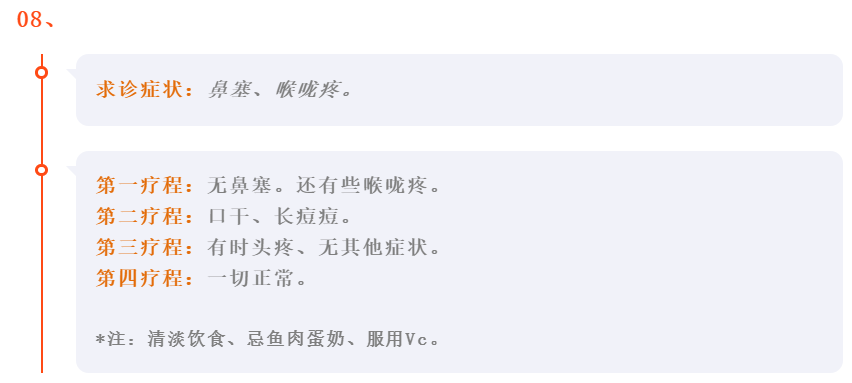 08、
求诊症状：鼻塞、喉咙疼。
第一疗程：无鼻塞。还有些喉咙疼。
第二疗程：口干、长痘痘。
第三疗程：有时头疼、无其他症状。
第四疗程：一切正常。
*注：清淡饮食、忌鱼肉蛋奶、服用Vc。